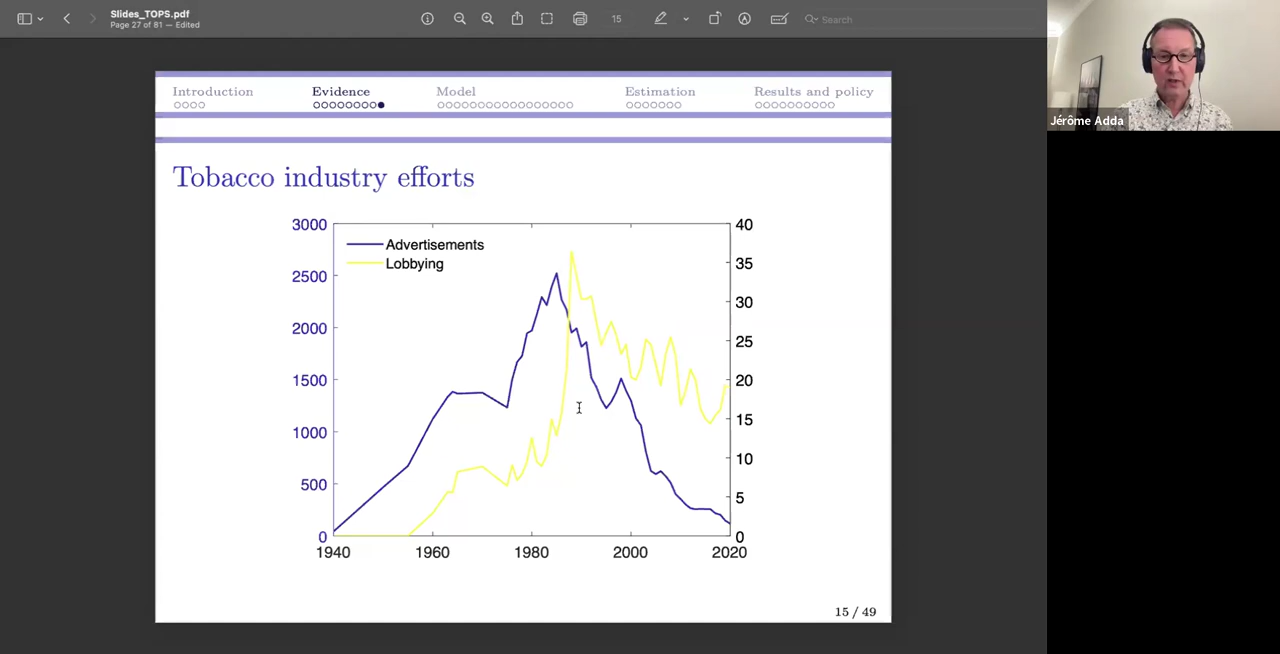 Slides_TOPS.pdf
Page 27 of 81 — Edited
15
Search
Jérôme Adda
Introduction Evidence Model Estimation Results and policy
Tobacco industry efforts
3000
2500
2000
1500
1000
500
0
Advertisements
Lobbying
40
35
30
25
20
15
10
5
0
1940 1960 1980 2000 2020
15 / 49